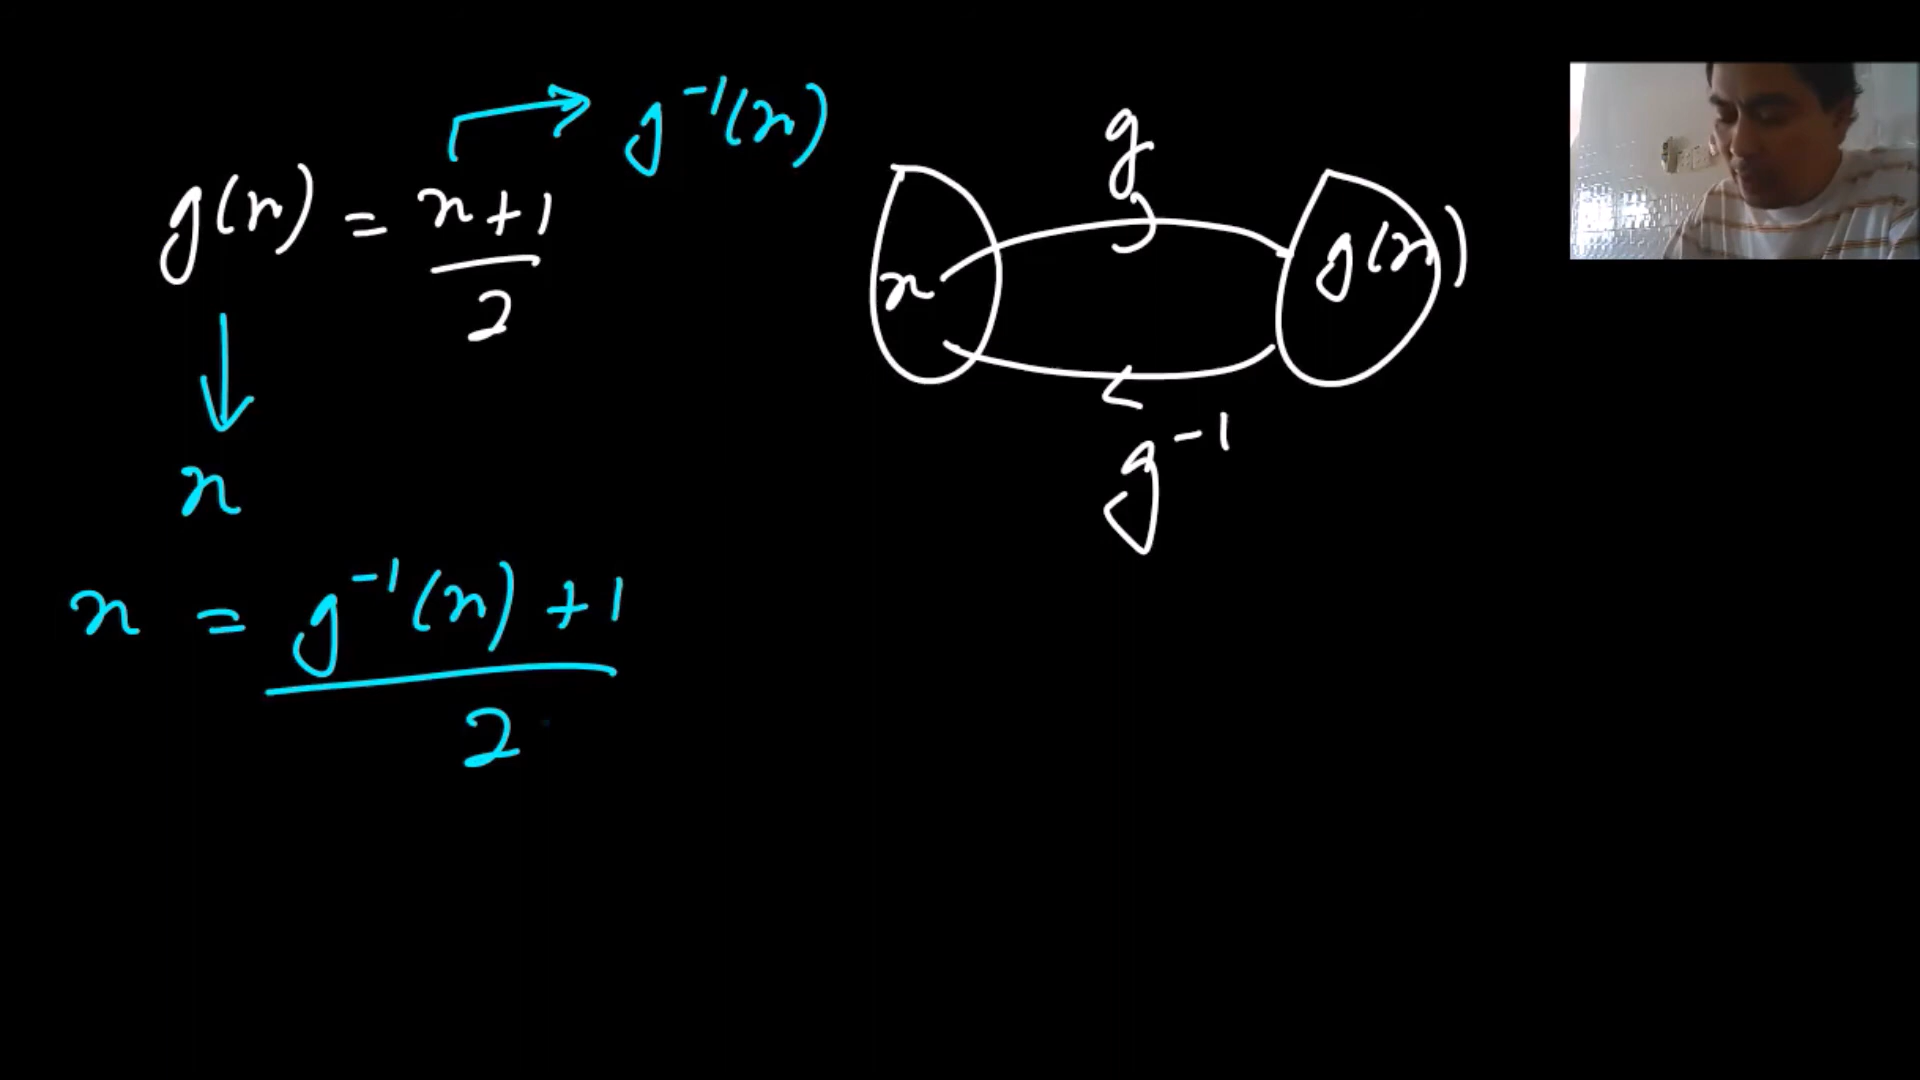 g(x) = x+1 / 2 → g⁻¹(x)
↓
x
x = g⁻¹(x) + 1 / 2
g
x
g(x)
g⁻¹